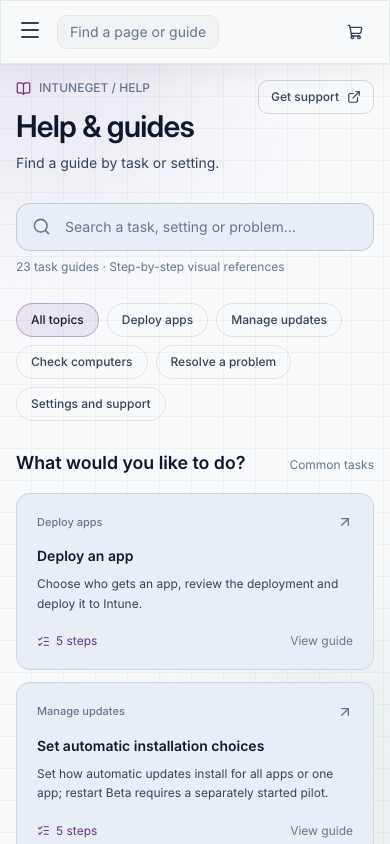 Find a page or guide
INTUNEGET / HELP
Get support
Help & guides
Find a guide by task or setting.
Search a task, setting or problem...
23 task guides · Step-by-step visual references
All topics
Deploy apps
Manage updates
Check computers
Resolve a problem
Settings and support
What would you like to do?
Common tasks
Deploy apps
Deploy an app
Choose who gets an app, review the deployment and
deploy it to Intune.
5 steps
View guide
Manage updates
Set automatic installation choices
Set how automatic updates install for all apps or one
app; restart Beta requires a separately started pilot.
5 steps
View guide